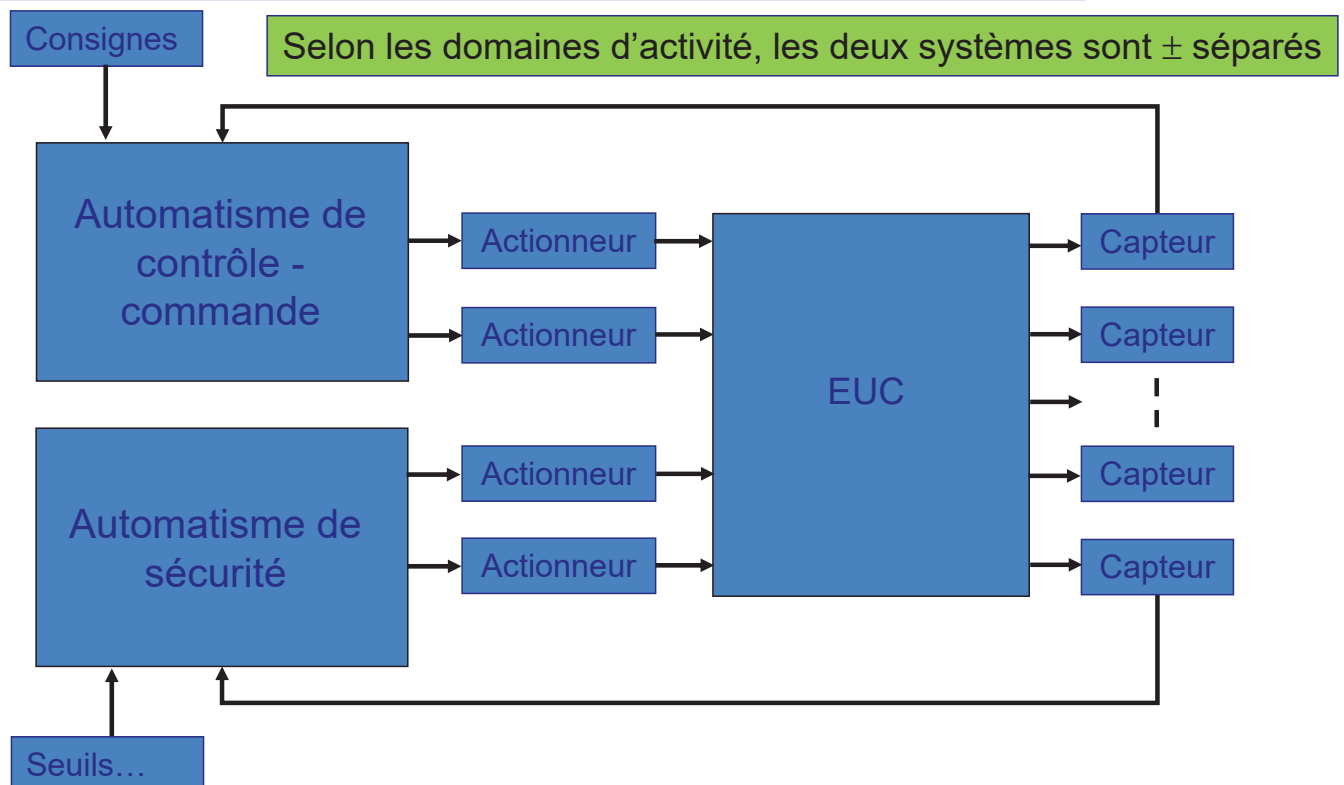 Consignes
Selon les domaines d’activité, les deux systèmes sont ± séparés
Automatisme de
contrôle -
commande
Actionneur
Actionneur
EUC
Capteur
Capteur
Automatisme de
sécurité
Actionneur
Actionneur
Capteur
Capteur
Seuils…